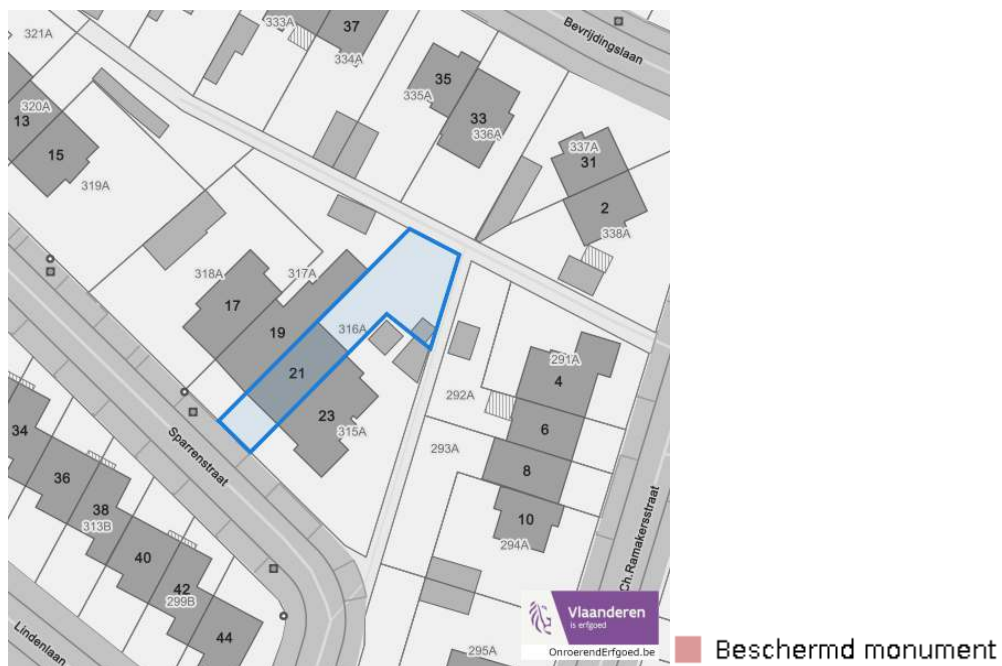 321A
333A
37
334A
Bevrijdingslaan
35
335A
33
336A
320A
13
15
319A
337A
31
2
338A
318A
317A
17
19
316A
21
23
315A
291A
4
292A
6
293A
8
10
294A
34
Sparrenstraat
36
38
313B
40
42
299B
44
Lindenlaan
Ch.Ramakersstraat
295A
Vlaanderen
is erfgoed
OnroerendErfgoed.be
Beschermd monument